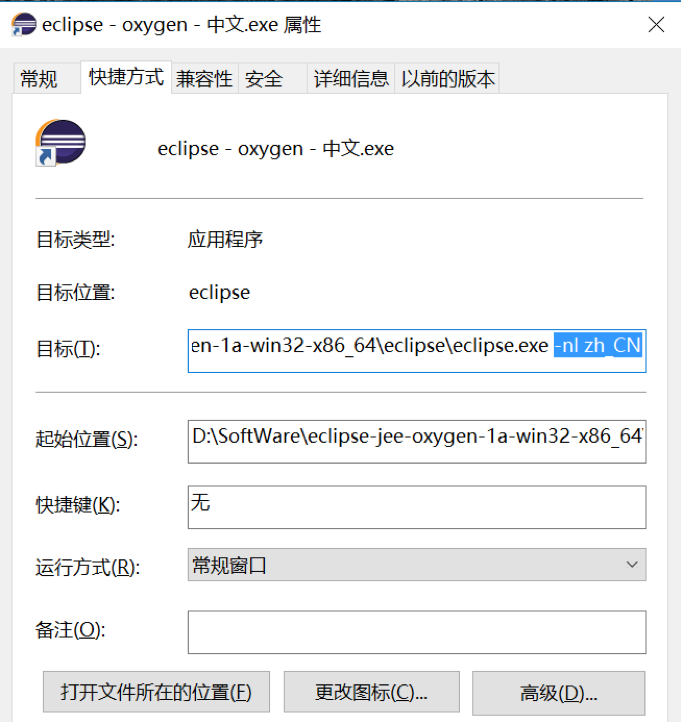 eclipse - oxygen - 中文.exe 属性
常规 快捷方式 兼容性 安全 详细信息 以前的版本
eclipse - oxygen - 中文.exe
目标类型: 应用程序
目标位置: eclipse
目标(T): en-1a-win32-x86_64\eclipse\eclipse.exe -nl zh_CN
起始位置(S): D:\SoftWare\eclipse-jee-oxygen-1a-win32-x86_64\
快捷键(K): 无
运行方式(R): 常规窗口
备注(O):
打开文件所在的位置(F) 更改图标(C)... 高级(D)...